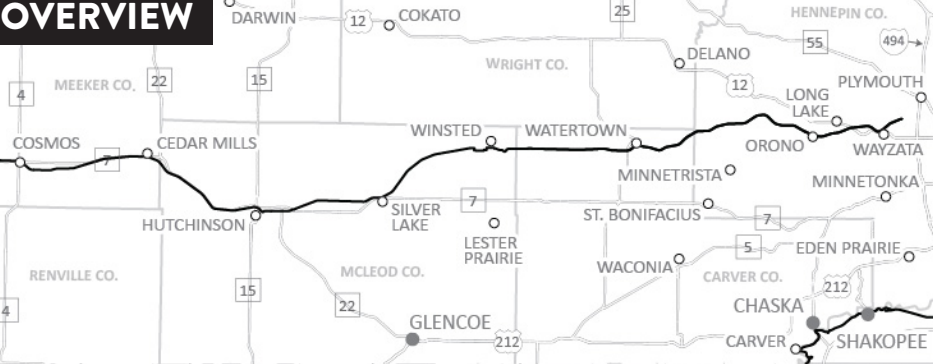 OVERVIEW
DARWIN
12
COKATO
25
HENNEPIN CO.
55
494
DELANO
WRIGHT CO.
12
PLYMOUTH
MEEKER CO.
22
15
4
LONG
LAKE
COSMOS
CEDAR MILLS
WINSTED
WATERTOWN
ORONO
WAYZATA
7
MINNETRISTA
MINNETONKA
HUTCHINSON
SILVER
LAKE
7
ST. BONIFACIUS
7
LESTER
PRAIRIE
5
EDEN PRAIRIE
WACONIA
RENVILLE CO.
MCLEOD CO.
CARVER CO.
15
212
4
22
CHASKA
GLENCOE
212
CARVER
SHAKOPEE